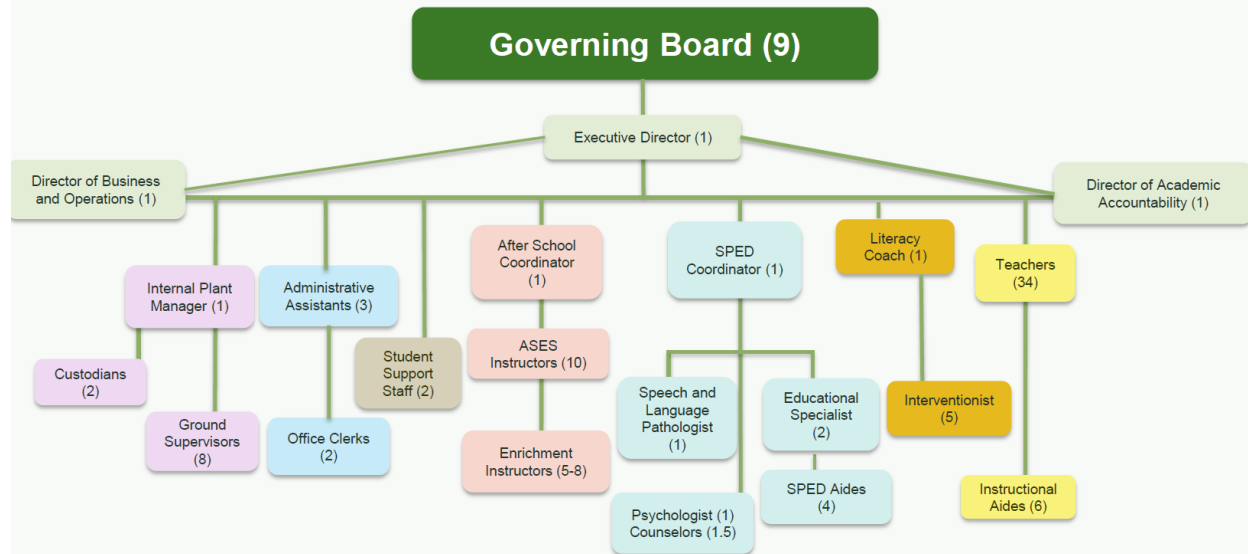 Governing Board (9)
Executive Director (1)
Director of Business
and Operations (1)
Director of Academic
Accountability (1)
Internal Plant
Manager (1)
Administrative
Assistants (3)
Student
Support
Staff (2)
After School
Coordinator
(1)
SPED
Coordinator (1)
Literacy
Coach (1)
Teachers
(34)
Custodians
(2)
Ground
Supervisors
(8)
Office Clerks
(2)
ASES
Instructors (10)
Enrichment
Instructors (5-8)
Speech and
Language
Pathologist
(1)
Educational
Specialist
(2)
Interventionist
(5)
Psychologist (1)
Counselors (1.5)
SPED Aides
(4)
Instructional
Aides (6)